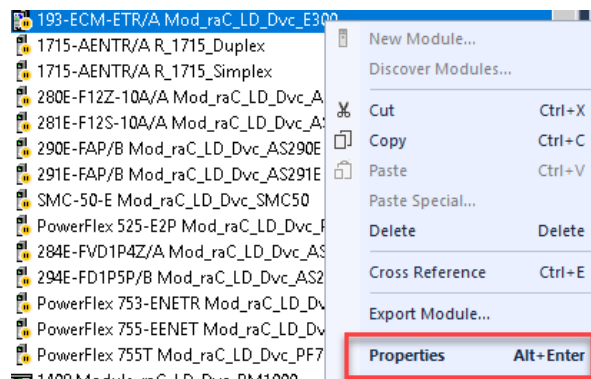 193-ECM-ETR/A Mod_raC_LD_Dvc_E300
1715-AENTR/A R_1715_Duplex
1715-AENTR/A R_1715_Simplex
280E-F12Z-10A/A Mod_raC_LD_Dvc_A
281E-F12S-10A/A Mod_raC_LD_Dvc_A
290E-FAP/B Mod_raC_LD_Dvc_AS290E
291E-FAP/B Mod_raC_LD_Dvc_AS291E
SMC-50-E Mod_raC_LD_Dvc_SMC50
PowerFlex 525-E2P Mod_raC_LD_Dvc_
284E-FVD1P4Z/A Mod_raC_LD_Dvc_AS
294E-FD1P5P/B Mod_raC_LD_Dvc_AS2
PowerFlex 753-ENETR Mod_raC_LD_Dv
PowerFlex 755-EENET Mod_raC_LD_Dv
PowerFlex 755T Mod_raC_LD_Dvc_PF7
New Module...
Discover Modules...
Cut Ctrl+X
Copy Ctrl+C
Paste Ctrl+V
Paste Special...
Delete Delete
Cross Reference Ctrl+E
Export Module...
Properties Alt+Enter